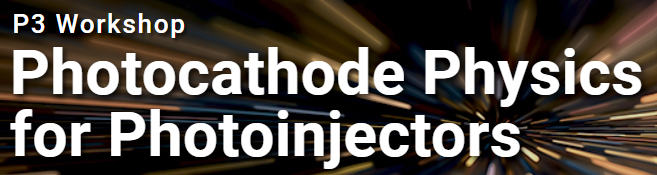 P3 Workshop
Photocathode Physics
for Photoinjectors